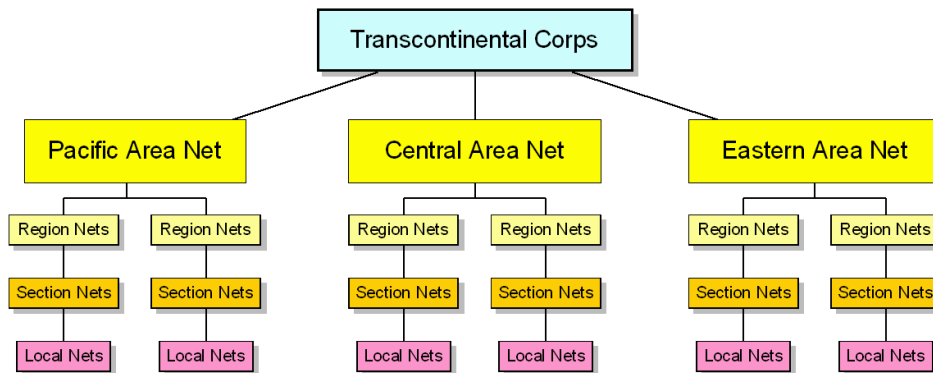 Transcontinental Corps
Pacific Area Net
Central Area Net
Eastern Area Net
Region Nets
Region Nets
Region Nets
Region Nets
Region Nets
Region Nets
Section Nets
Section Nets
Section Nets
Section Nets
Section Nets
Section Nets
Local Nets
Local Nets
Local Nets
Local Nets
Local Nets
Local Nets